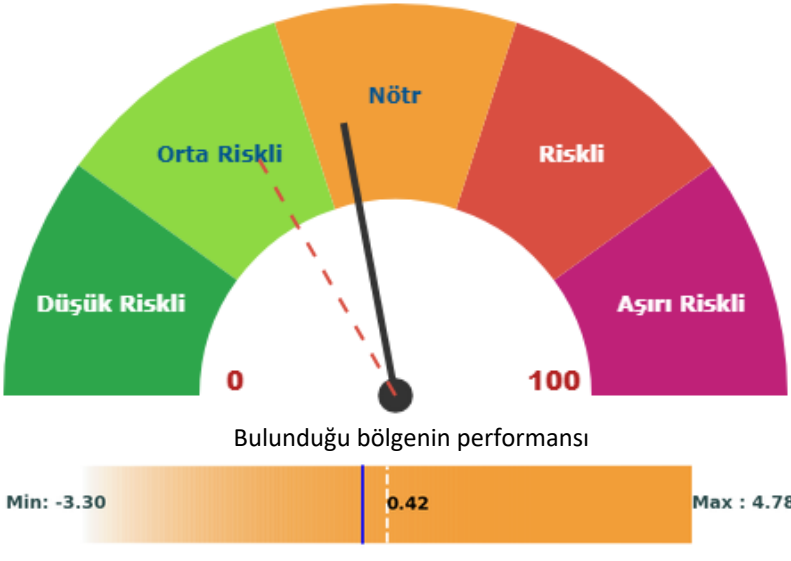 Nötr
Orta Riskli
Riskli
Düşük Riskli
Aşırı Riskli
0
100
Bulunduğu bölgenin performansı
Min: -3.30
0.42
Max : 4.78